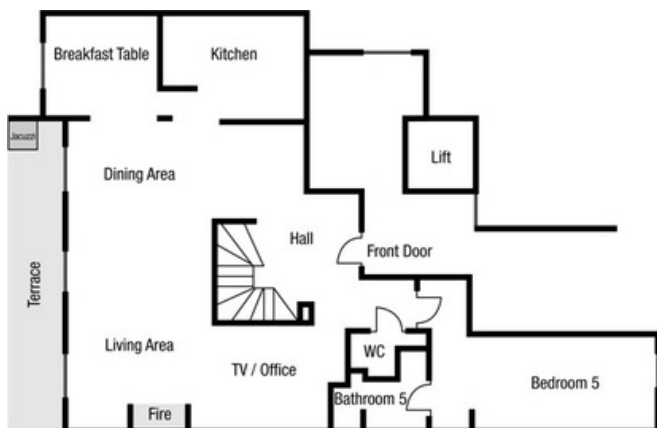 Breakfast Table
Kitchen
Jacuzzi
Lift
Dining Area
Hall
Front Door
Terrace
Living Area
TV / Office
WC
Bedroom 5
Bathroom 5
Fire